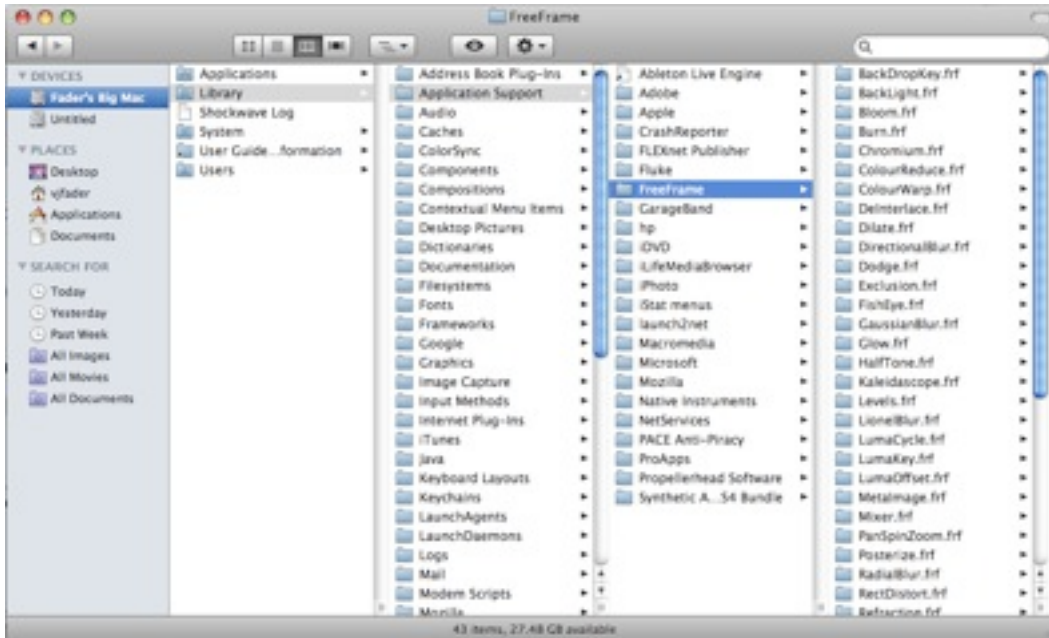 FreeFrame
DEVICES
Fader's Big Mac
Untitled
PLACES
Desktop
vjfader
Applications
Documents
SEARCH FOR
Today
Yesterday
Past Week
All Images
All Movies
All Documents
Applications
Library
Shockwave Log
System
User Guide...formation
Users
Address Book Plug-Ins
Application Support
Audio
Caches
ColorSync
Components
Compositions
Contextual Menu Items
Desktop Pictures
Dictionaries
Documentation
Filesystems
Fonts
Frameworks
Google
Graphics
Image Capture
Input Methods
Internet Plug-Ins
iTunes
Java
Keyboard Layouts
Keychains
LaunchAgents
LaunchDaemons
Logs
Mail
Modem Scripts
Mozilla
Ableton Live Engine
Adobe
Apple
CrashReporter
FLEXnet Publisher
Fluke
FreeFrame
GarageBand
hp
iDVD
iLifeMediaBrowser
iPhoto
iStat menus
launch2net
Macromedia
Microsoft
Mozilla
Native Instruments
NetServices
PACE Anti-Piracy
ProApps
Propellerhead Software
Synthetic A...S4 Bundle
BackDropKey.frf
BackLight.frf
Bloom.frf
Burn.frf
Chromium.frf
ColourReduce.frf
ColourWarp.frf
DeInterlace.frf
Dilate.frf
DirectionalBlur.frf
Dodge.frf
Exclusion.frf
FishEye.frf
GaussianBlur.frf
Glow.frf
HalfTone.frf
Kaleidascope.frf
Levels.frf
LionelBlur.frf
LumaCycle.frf
LumaKey.frf
LumaOffset.frf
MetaImage.frf
Mixer.frf
PanSpinZoom.frf
Posterize.frf
RadialBlur.frf
RectDistort.frf
Refraction.frf
43 items, 27.48 GB available